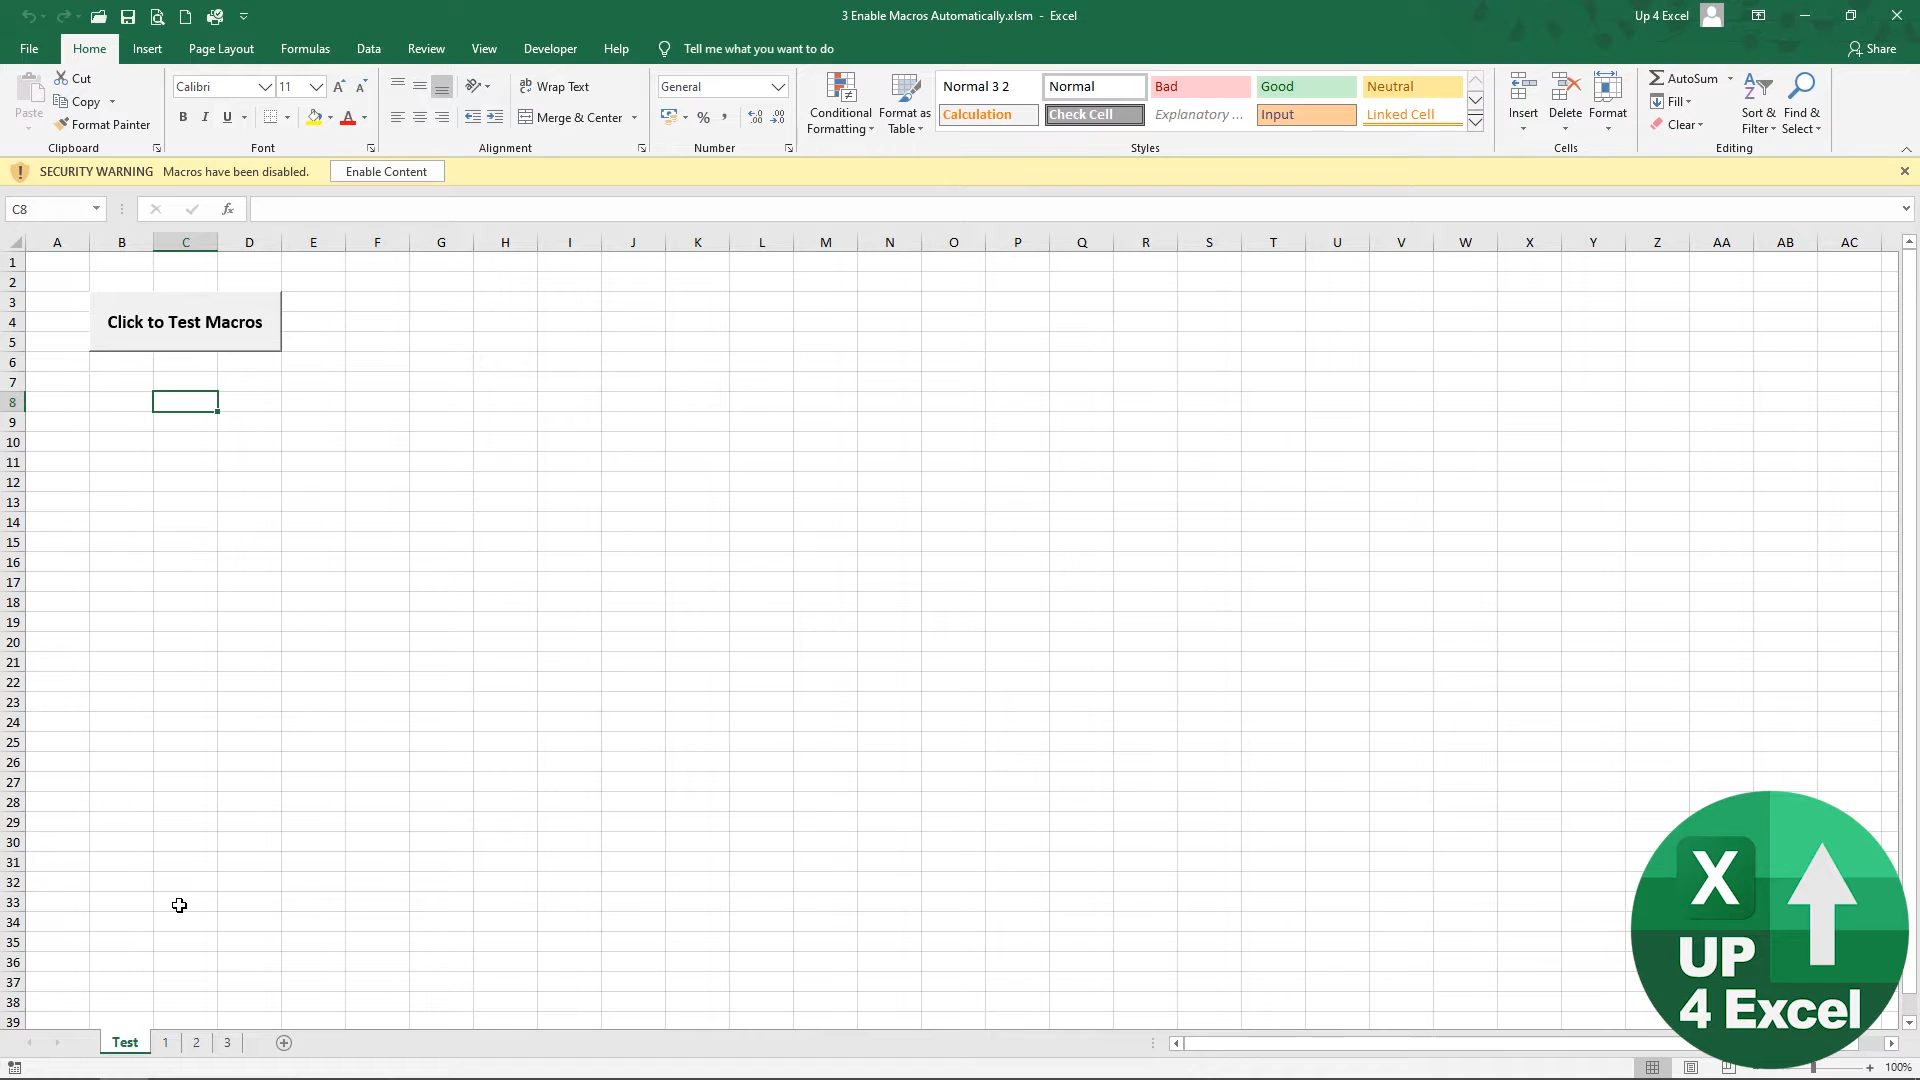 3 Enable Macros Automatically.xlsm - Excel
Up 4 Excel
File Home Insert Page Layout Formulas Data Review View Developer Help Tell me what you want to do
Share
Paste
Cut
Copy
Format Painter
Clipboard
Calibri 11
B I U
Font
Wrap Text
Merge & Center
Alignment
General
%
Number
Conditional Formatting
Format as Table
Normal 3 2 Normal Bad Good Neutral
Calculation Check Cell Explanatory ... Input Linked Cell
Styles
Insert Delete Format
Cells
AutoSum
Fill
Clear
Sort & Filter
Find & Select
Editing
SECURITY WARNING Macros have been disabled. Enable Content
C8 fx
A B C D E F G H I J K L M N O P Q R S T U V W X Y Z AA AB AC
1
2
3
4
5
6
7
8
9
10
11
12
13
14
15
16
17
18
19
20
21
22
23
24
25
26
27
28
29
30
31
32
33
34
35
36
37
38
39
Click to Test Macros
X
UP
4 Excel
Test 1 2 3
100%